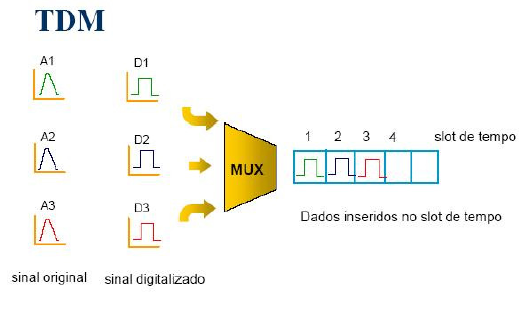 TDM
A1
D1
A2
D2
A3
D3
MUX
1 2 3 4 slot de tempo
Dados inseridos no slot de tempo
sinal original
sinal digitalizado